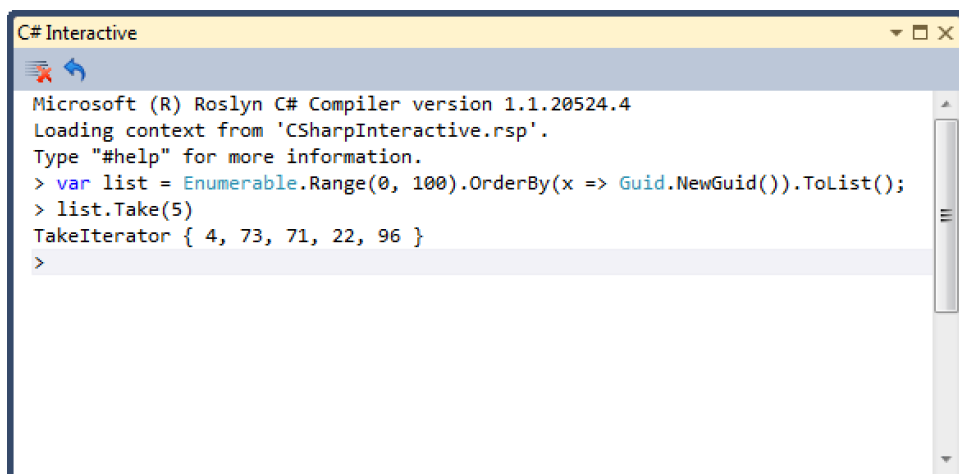 C# Interactive
Microsoft (R) Roslyn C# Compiler version 1.1.20524.4
Loading context from 'CSharpInteractive.rsp'.
Type "#help" for more information.
> var list = Enumerable.Range(0, 100).OrderBy(x => Guid.NewGuid()).ToList();
> list.Take(5)
TakeIterator { 4, 73, 71, 22, 96 }
>